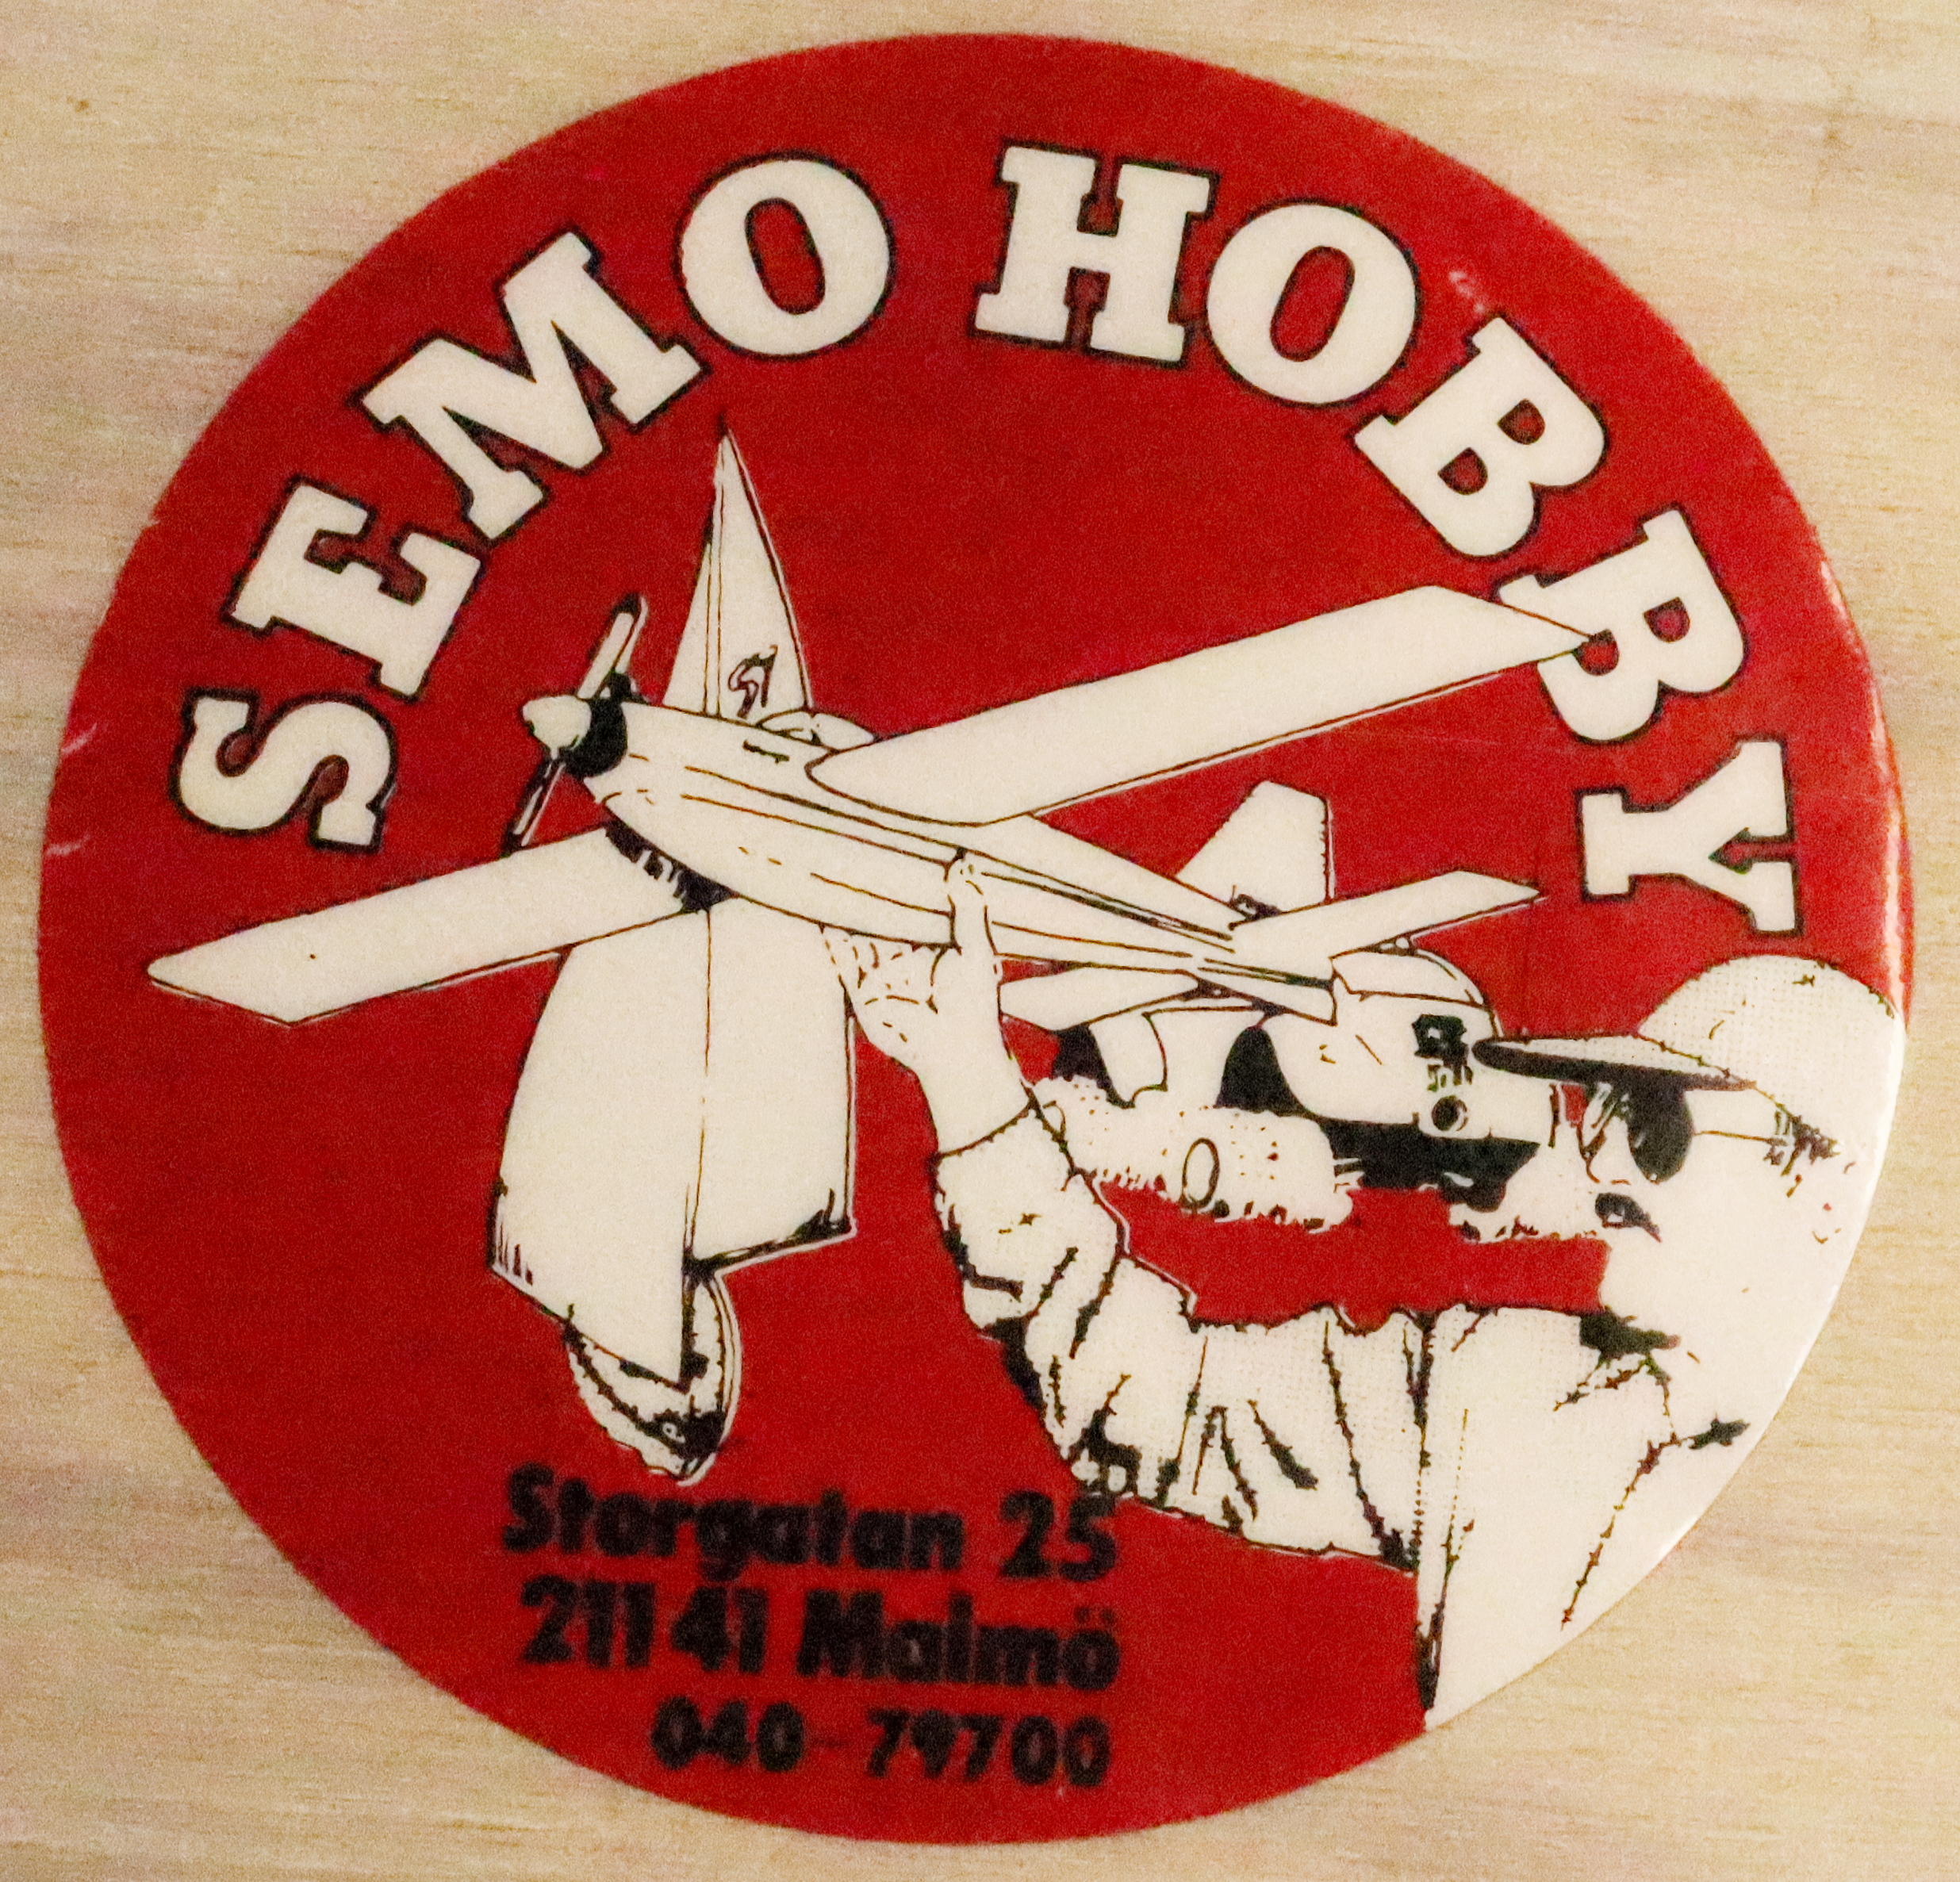 SEMO HOBBY
Storgatan 25
211 41 Malmö
040-79700